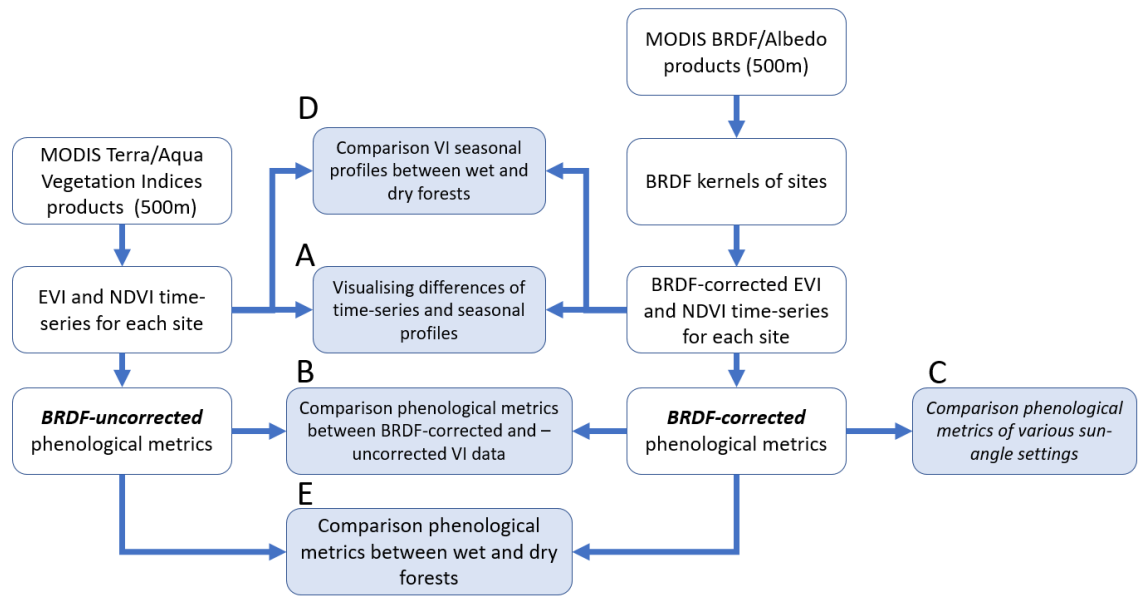 MODIS BRDF/Albedo
products (500m)
D
MODIS Terra/Aqua
Vegetation Indices
products (500m)
Comparison VI seasonal
profiles between wet and
dry forests
BRDF kernels of sites
A
EVI and NDVI time-
series for each site
Visualising differences of
time-series and seasonal
profiles
BRDF-corrected EVI
and NDVI time-series
for each site
B
C
BRDF-uncorrected
phenological metrics
Comparison phenological metrics
between BRDF-corrected and –
uncorrected VI data
BRDF-corrected
phenological metrics
Comparison phenological
metrics of various sun-
angle settings
E
Comparison phenological
metrics between wet and dry
forests